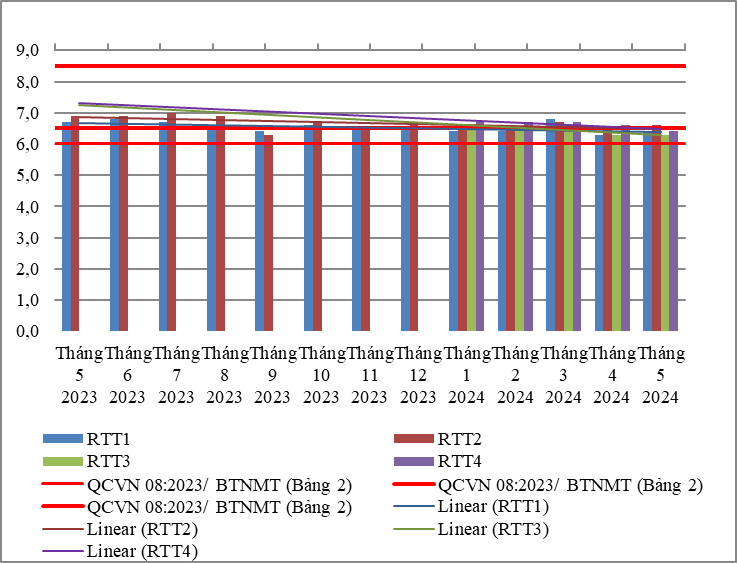 9,0
8,0
7,0
6,0
5,0
4,0
3,0
2,0
1,0
0,0
Tháng Tháng Tháng Tháng Tháng Tháng Tháng Tháng Tháng Tháng Tháng Tháng Tháng
5 6 7 8 9 10 11 12 1 2 3 4 5
2023 2023 2023 2023 2023 2023 2023 2023 2024 2024 2024 2024 2024
RTT1 RTT2
RTT3 RTT4
QCVN 08:2023/ BTNMT (Bảng 2) QCVN 08:2023/ BTNMT (Bảng 2)
QCVN 08:2023/ BTNMT (Bảng 2) Linear (RTT1)
Linear (RTT2) Linear (RTT3)
Linear (RTT4)